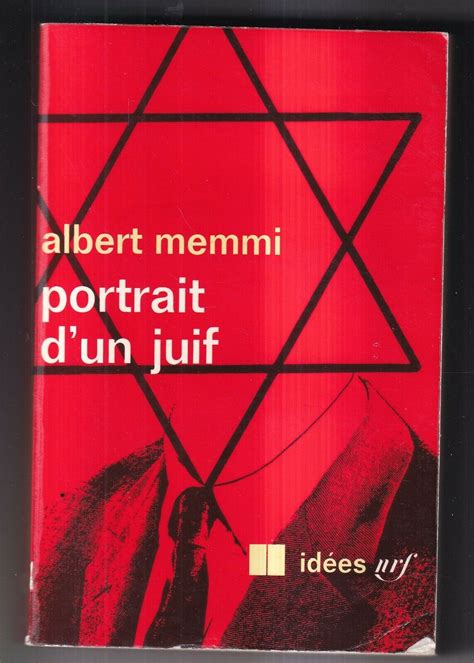 albert memmi
portrait
d'un juif
idées nrf